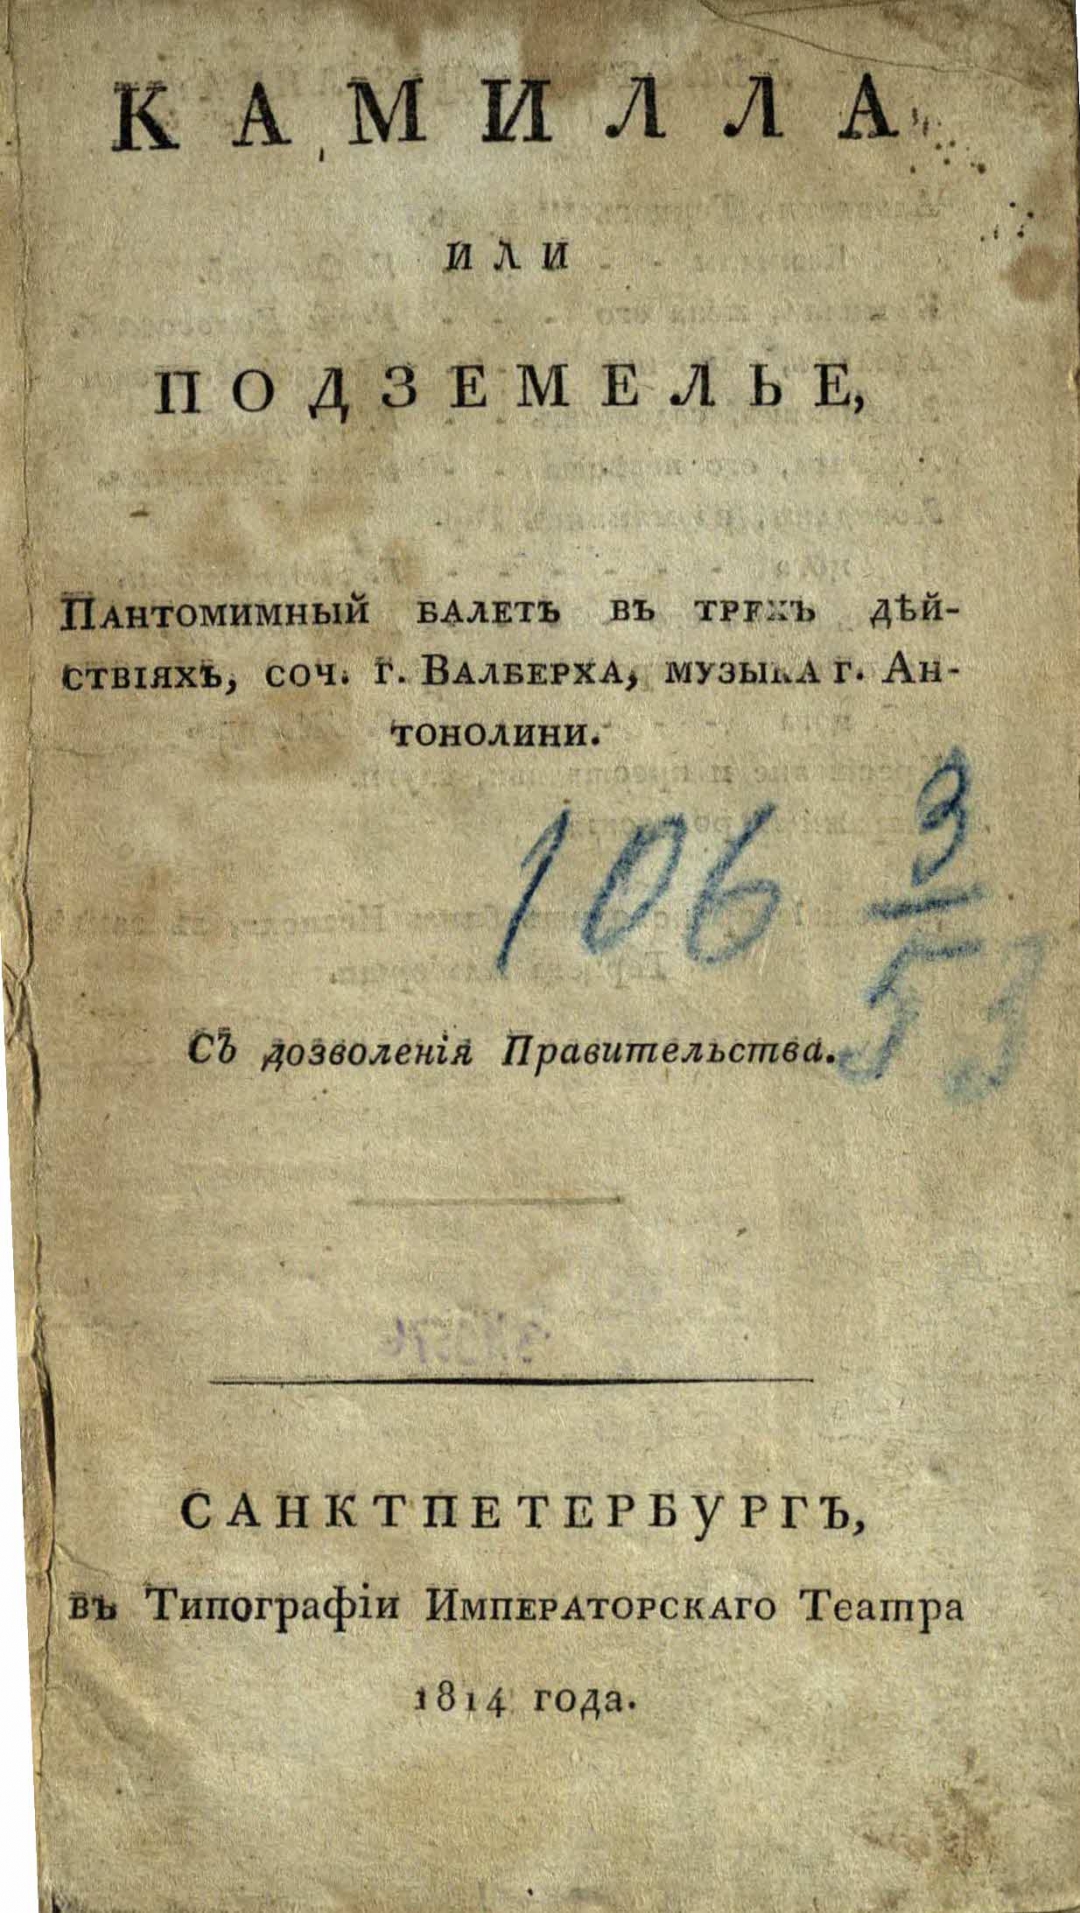 КАМИЛЛА
ИЛИ
ПОДЗЕМЕЛЬЕ,
Пантомимный балетъ въ трехъ дѣй-
ствіяхъ, соч. г. Валберха, музыка г. Ан-
тонолини.
106 3
53
Съ дозволенія Правительства.
САНКТПЕТЕРБУРГЪ,
въ Типографіи Императорскаго Театра
1814 года.